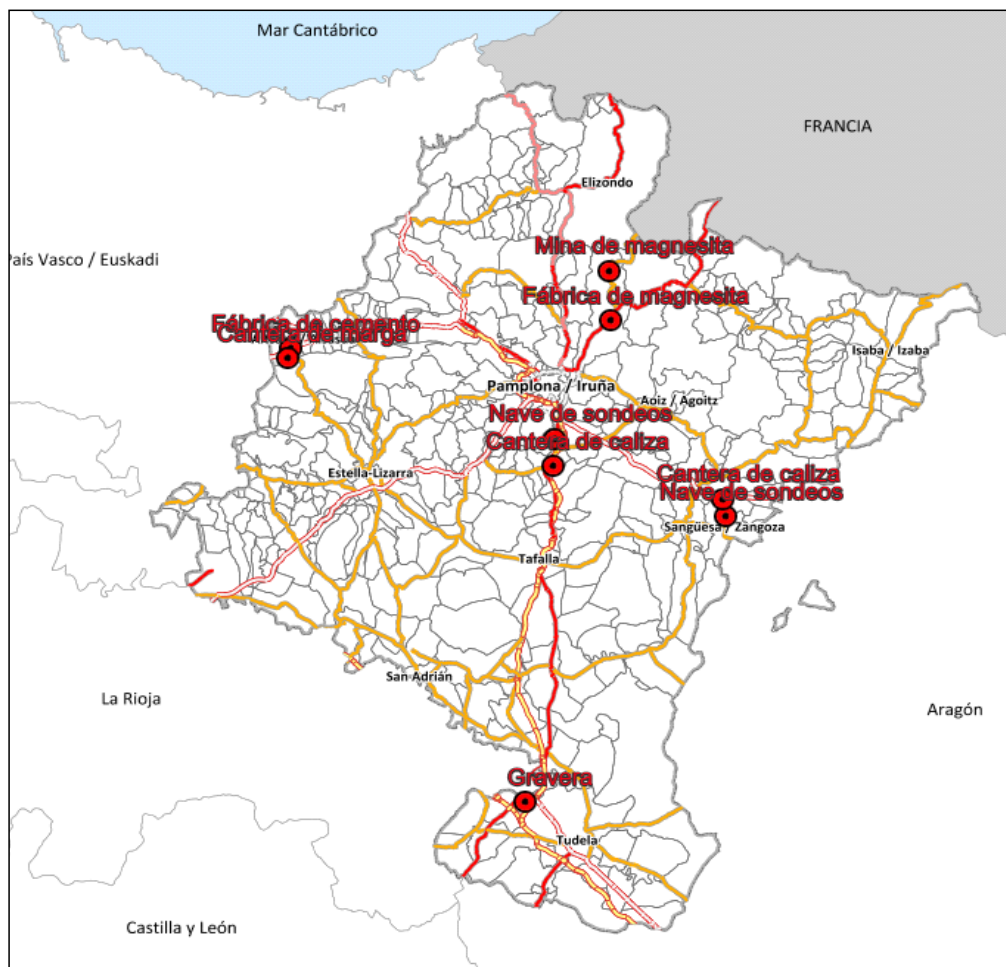 Mar Cantábrico
FRANCIA
Elizondo
Mina de magnesita
País Vasco / Euskadi
Fábrica de magnesita
Fábrica de cemento
Cantera de marga
Isaba / Izaba
Pamplona / Iruña
Aoiz / Agoitz
Nave de sondeos
Cantera de caliza
Estella-Lizarra
Cantera de caliza
Nave de sondeos
Sangüesa / Zangoza
Tafalla
San Adrián
La Rioja
Aragón
Gravera
Tudela
Castilla y León